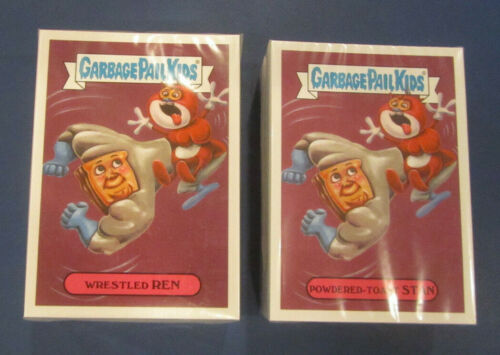 GARBAGE PAIL KIDS
WRESTLED REN
GARBAGE PAIL KIDS
POWDERED-TOAST STAN